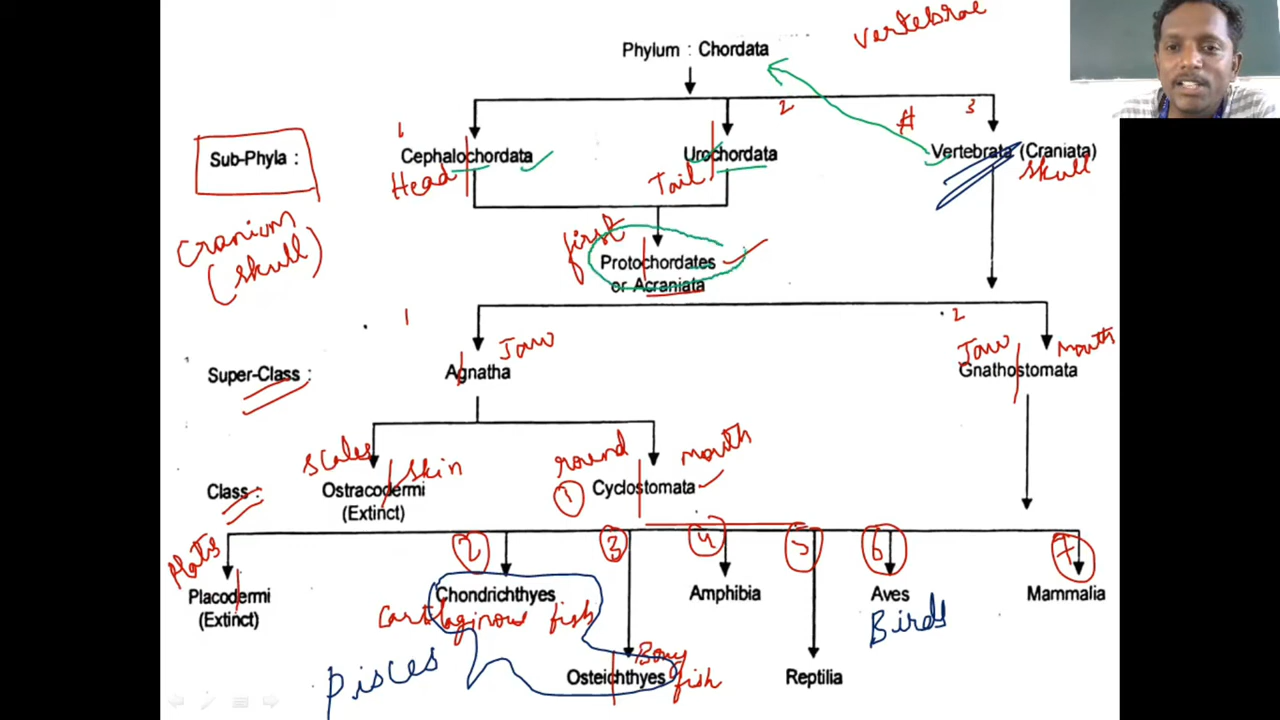 vertebrae
Phylum : Chordata
1
2
3
#
Sub-Phyla :
Cephalochordata
Urochordata
Vertebrata (Craniata)
Head
Tail
skull
Cranium
(skull)
first
Protochordates
or Acraniata
1
2
Jaw
Jaw
mouth
Super-Class :
Agnatha
Gnathostomata
scales
skin
round
mouth
Class :
Ostracodermi
(Extinct)
1
Cyclostomata
Plats
2
3
4
5
6
7
Placodermi
(Extinct)
Chondrichthyes
Amphibia
Aves
Mammalia
Cartilaginous fish
Birds
Pisces
Bony
fish
Osteichthyes
Reptilia